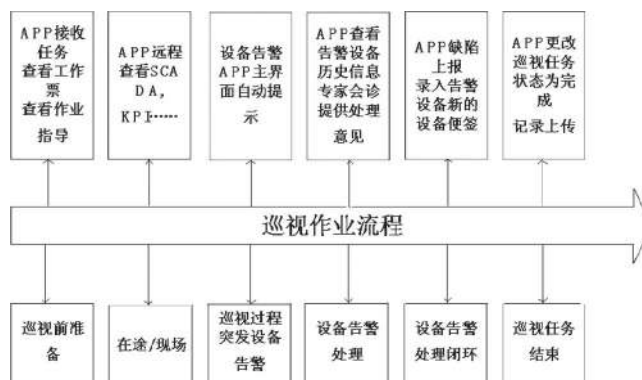 APP接收
任务
查看工作
票
查看作业
指导
APP远程
查看SCA
DA,
KPI……
设备告警
APP主界
面自动提
示
APP查看
告警设备
历史信息
专家会诊
提供处理
意见
APP缺陷
上报
录入告警
设备新的
设备便签
APP更改
巡视任务
状态为完
成
记录上传
巡视作业流程
巡视前准
备
在途/现场
巡视过程
突发设备
告警
设备告警
处理
设备告警
处理闭环
巡视任务
结束